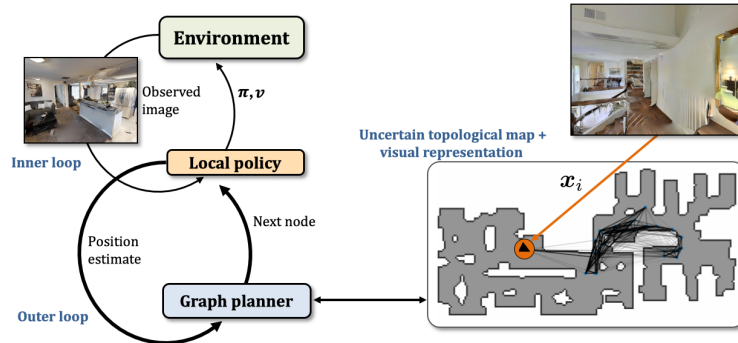 Environment
Observed
image
π, v
Inner loop
Local policy
Next node
Position
estimate
Graph planner
Outer loop
Uncertain topological map +
visual representation
x_i